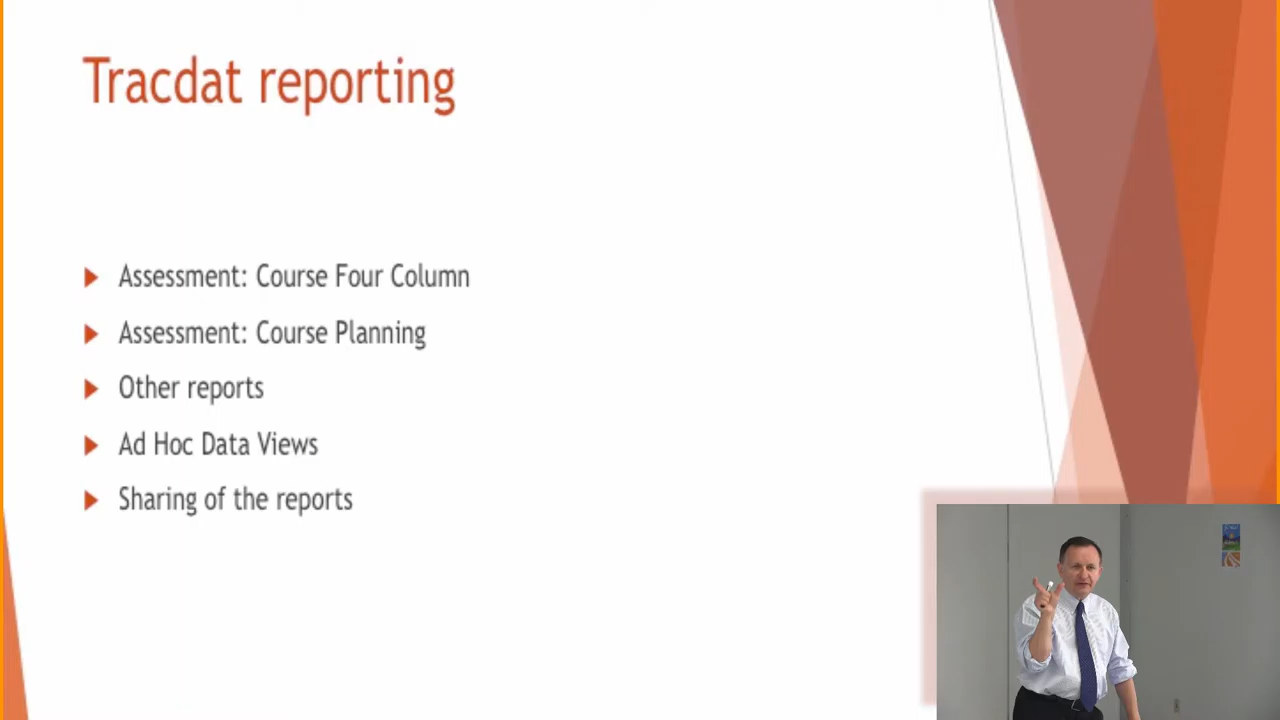 Tracdat reporting
Assessment: Course Four Column
Assessment: Course Planning
Other reports
Ad Hoc Data Views
Sharing of the reports